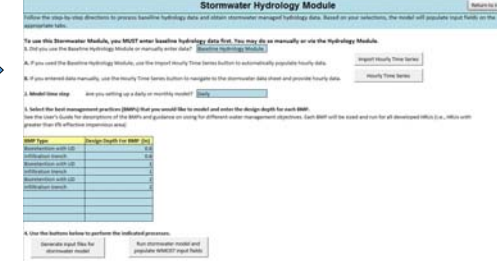 Stormwater Hydrology Module
Return to In
Follow the step-by-step directions to process baseline hydrology data and obtain stormwater managed hydrology data. Based on your selections, the model will populate input fields on the
appropriate tabs.
To use this Stormwater Module, you MUST enter baseline hydrology data first. You may do so manually or via the Hydrology Module.
1. Did you use the Baseline Hydrology Module or manually enter data? Baseline Hydrology Module
A. If you used the Baseline Hydrology Module, use the Import Hourly Time Series button to automatically populate hourly data.
Import Hourly Time Series
B. If you entered data manually, use the Hourly Time Series button to navigate to the stormwater data sheet and provide hourly data.
Hourly Time Series
2. Model time step Are you setting up a daily or monthly model? Daily
3. Select the best management practices (BMPs) that you would like to model and enter the design depth for each BMP.
See the User's Guide for descriptions of the BMPs and guidance on sizing for different water management objectives. Each BMP will be sized and run for all developed HRUs (i.e., HRUs with
greater than 0% effective impervious area)
BMP Type: Design Depth For BMP (in)
Bioretention with UD 0.6
Infiltration trench 0.6
Bioretention with UD 1
Infiltration trench 1
Bioretention with UD 2
Infiltration trench 2
4. Use the buttons below to perform the indicated processes.
Generate input files for stormwater model
Run stormwater model and populate WMOST input fields